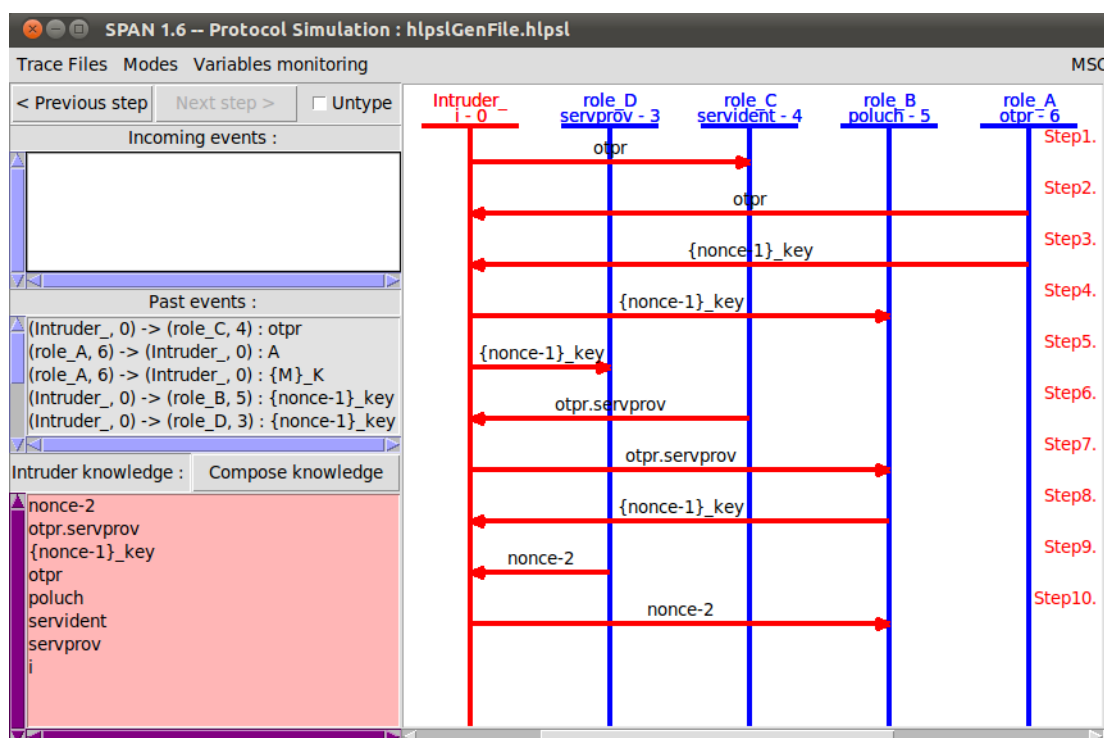 SPAN 1.6 -- Protocol Simulation : hlpslGenFile.hlpsl
Trace Files Modes Variables monitoring MSC
< Previous step Next step > Untype
Incoming events :
Past events :
(Intruder_, 0) -> (role_C, 4) : otpr
(role_A, 6) -> (Intruder_, 0) : A
(role_A, 6) -> (Intruder_, 0) : {M}_K
(Intruder_, 0) -> (role_B, 5) : {nonce-1}_key
(Intruder_, 0) -> (role_D, 3) : {nonce-1}_key
Intruder knowledge : Compose knowledge
nonce-2
otpr.servprov
{nonce-1}_key
otpr
poluch
servident
servprov
i
Intruder_ role_D role_C role_B role_A
i - 0 servprov - 3 servident - 4 poluch - 5 otpr - 6
Step1.
otpr
Step2.
otpr
Step3.
{nonce-1}_key
Step4.
{nonce-1}_key
Step5.
{nonce-1}_key
Step6.
otpr.servprov
Step7.
otpr.servprov
Step8.
{nonce-1}_key
Step9.
nonce-2
Step10.
nonce-2